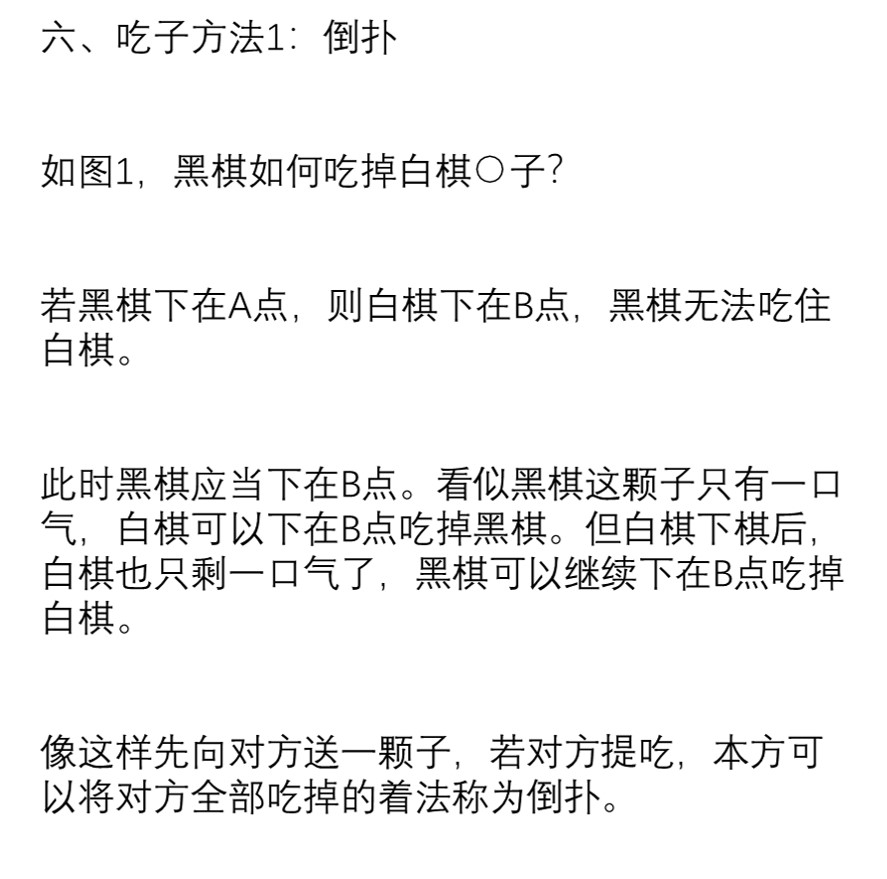 六、吃子方法1：倒扑
如图1，黑棋如何吃掉白棋〇子？
若黑棋下在A点，则白棋下在B点，黑棋无法吃住
白棋。
此时黑棋应当下在B点。看似黑棋这颗子只有一口
气，白棋可以下在B点吃掉黑棋。但白棋下棋后，
白棋也只剩一口气了，黑棋可以继续下在B点吃掉
白棋。
像这样先向对方送一颗子，若对方提吃，本方可
以将对方全部吃掉的着法称为倒扑。